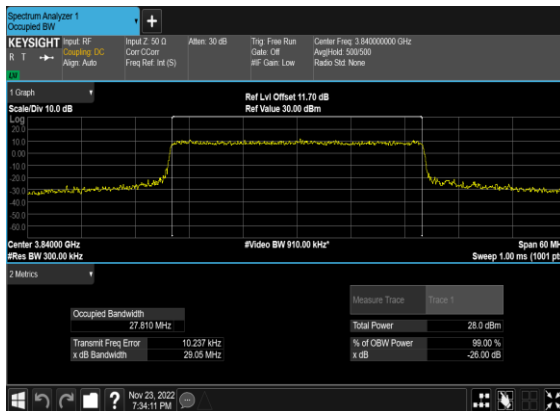 Spectrum Analyzer 1
Occupied BW
KEYSIGHT
R T
Input: RF
Coupling: DC
Align: Auto
Input Z: 50 Ω
Corr CCorr
Freq Ref: Int (S)
Atten: 30 dB
Trig: Free Run
Gate: Off
#IF Gain: Low
Center Freq: 3.840000000 GHz
Avg|Hold: 500/500
Radio Std: None
1 Graph
Scale/Div 10.0 dB
Ref Lvl Offset 11.70 dB
Ref Value 30.00 dBm
Log
20.0
10.0
0.00
-10.0
-20.0
-30.0
-40.0
-50.0
-60.0
Center 3.84000 GHz
#Res BW 300.00 kHz
#Video BW 910.00 kHz*
Span 60 MH
Sweep 1.00 ms (1001 pts
2 Metrics
Measure Trace
Trace 1
Occupied Bandwidth
27.810 MHz
Total Power
28.0 dBm
Transmit Freq Error
10.237 kHz
% of OBW Power
99.00 %
x dB Bandwidth
29.05 MHz
x dB
-26.00 dB
?
Nov 23, 2022
7:34:11 PM